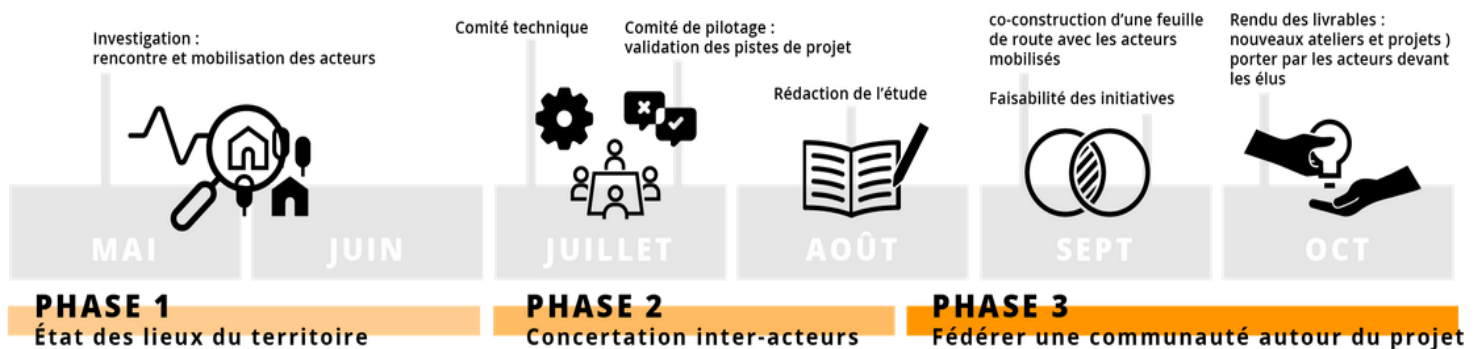 Investigation :
rencontre et mobilisation des acteurs
Comité technique
Comité de pilotage :
validation des pistes de projet
Rédaction de l'étude
co-construction d'une feuille
de route avec les acteurs
mobilisés
Faisabilité des initiatives
Rendu des livrables :
nouveaux ateliers et projets )
porter par les acteurs devant
les élus
MAI
JUIN
JUILLET
AOÛT
SEPT
OCT
PHASE 1
État des lieux du territoire
PHASE 2
Concertation inter-acteurs
PHASE 3
Fédérer une communauté autour du projet